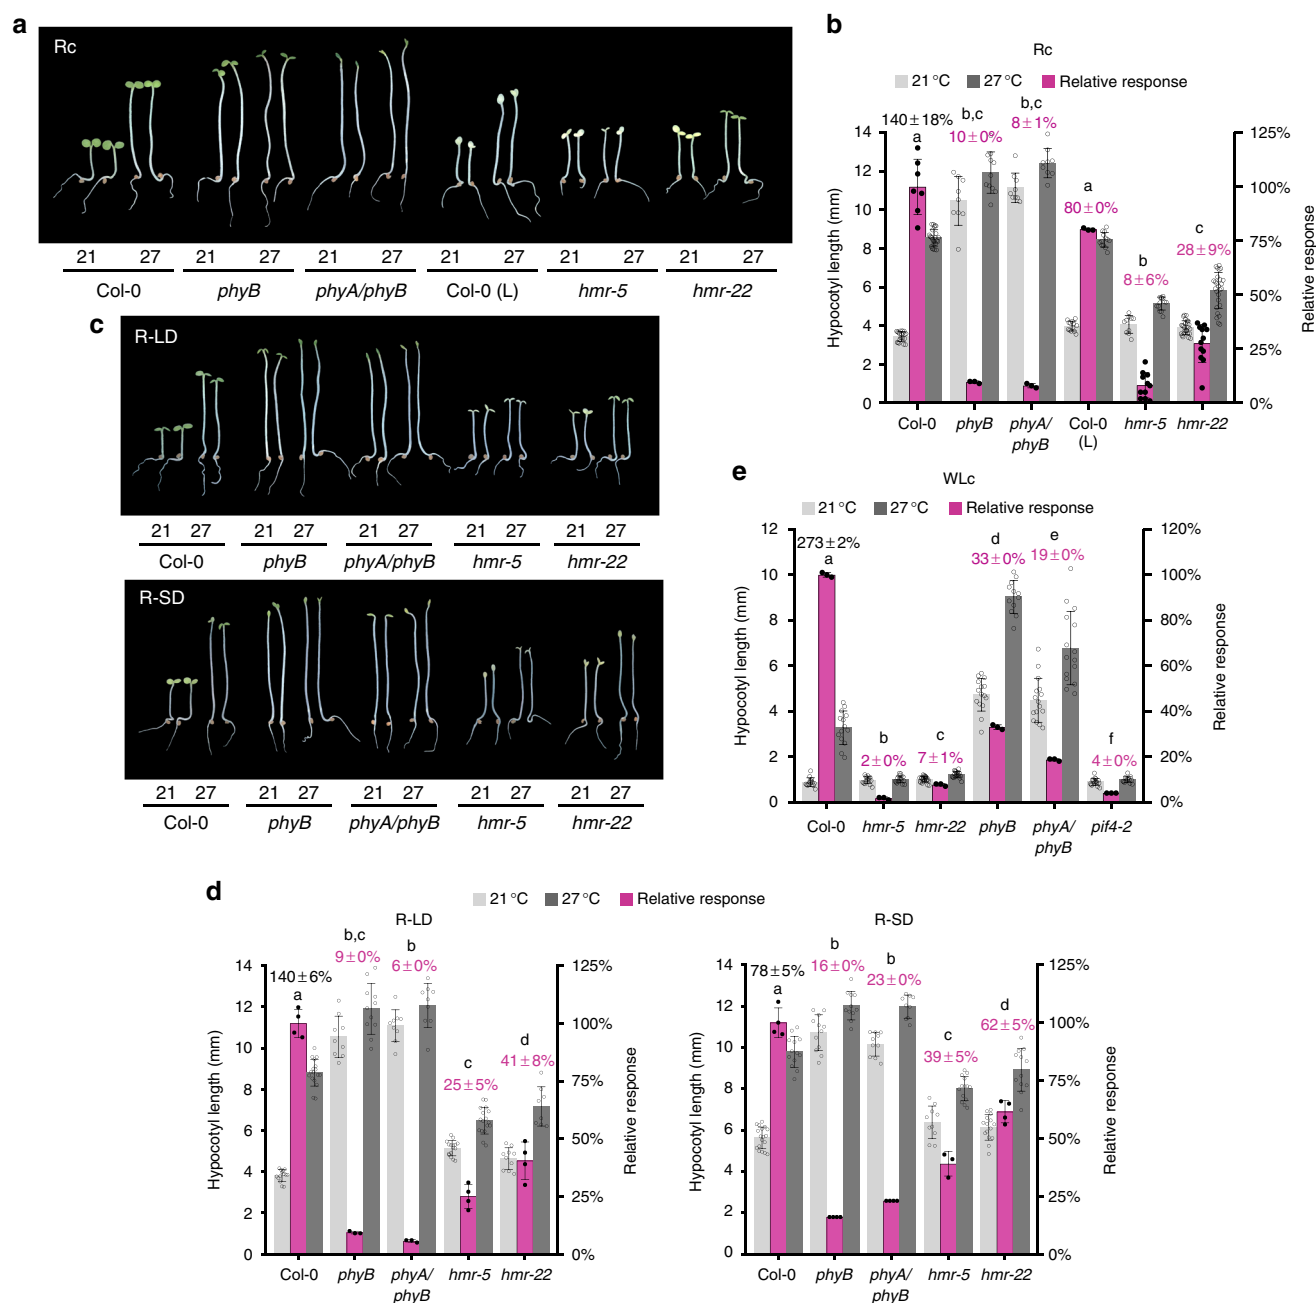 a
Rc
21 27 21 27 21 27 21 27 21 27 21 27
Col-0 phyB phyA/phyB Col-0 (L) hmr-5 hmr-22
b
Rc
21 °C 27 °C Relative response
140±18% a
b,c 10±0%
b,c 8±1%
a 80±0%
b 8±6%
c 28±9%
Hypocotyl length (mm)
14
12
10
8
6
4
2
0
Relative response
125%
100%
75%
50%
25%
0%
Col-0 phyB phyA/phyB Col-0 (L) hmr-5 hmr-22
c
R-LD
21 27 21 27 21 27 21 27 21 27
Col-0 phyB phyA/phyB hmr-5 hmr-22
R-SD
21 27 21 27 21 27 21 27 21 27
Col-0 phyB phyA/phyB hmr-5 hmr-22
e
WLc
21 °C 27 °C Relative response
273±2% a
b 2±0%
c 7±1%
d 33±0%
e 19±0%
f 4±0%
Hypocotyl length (mm)
12
10
8
6
4
2
0
Relative response
120%
100%
80%
60%
40%
20%
0%
Col-0 hmr-5 hmr-22 phyB phyA/phyB pif4-2
d
21 °C 27 °C Relative response
R-LD
140±6% a
b,c 9±0%
b 6±0%
c 25±5%
d 41±8%
Hypocotyl length (mm)
14
12
10
8
6
4
2
0
Relative response
125%
100%
75%
50%
25%
0%
Col-0 phyB phyA/phyB hmr-5 hmr-22
R-SD
78±5% a
b 16±0%
b 23±0%
c 39±5%
d 62±5%
Hypocotyl length (mm)
14
12
10
8
6
4
2
0
Relative response
125%
100%
75%
50%
25%
0%
Col-0 phyB phyA/phyB hmr-5 hmr-22